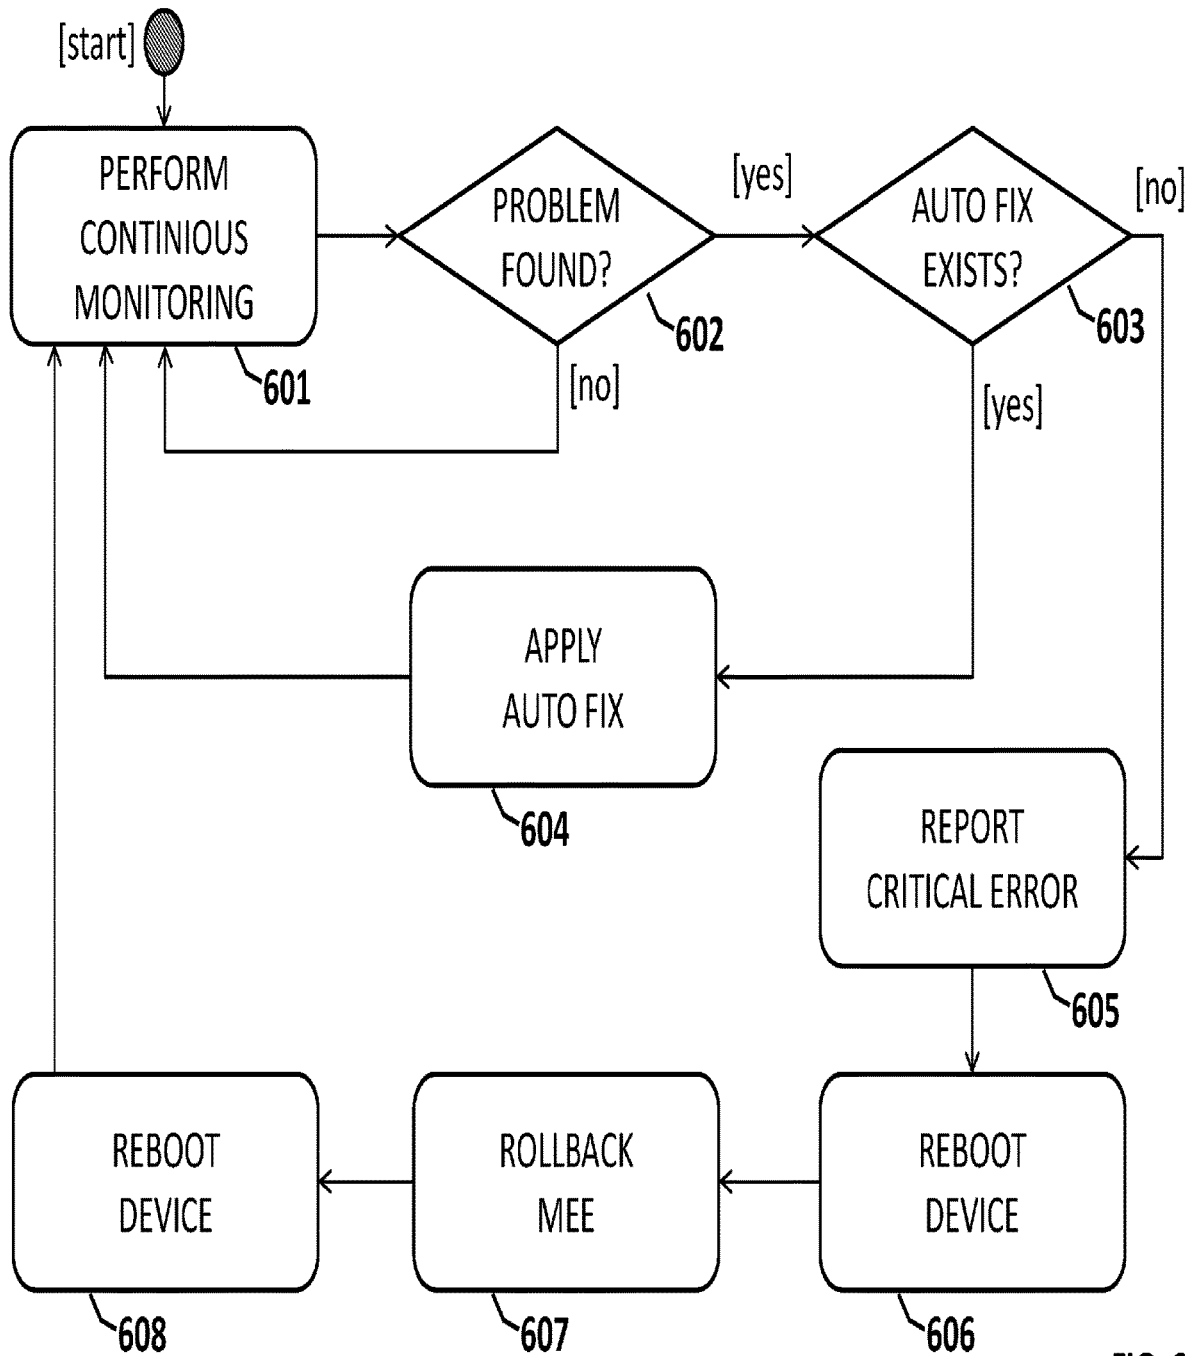 [start]
PERFORM
CONTINIOUS
MONITORING
601
PROBLEM
FOUND?
602
[yes]
[no]
AUTO FIX
EXISTS?
603
[no]
[yes]
APPLY
AUTO FIX
604
REPORT
CRITICAL ERROR
605
REBOOT
DEVICE
606
ROLLBACK
MEE
607
REBOOT
DEVICE
608